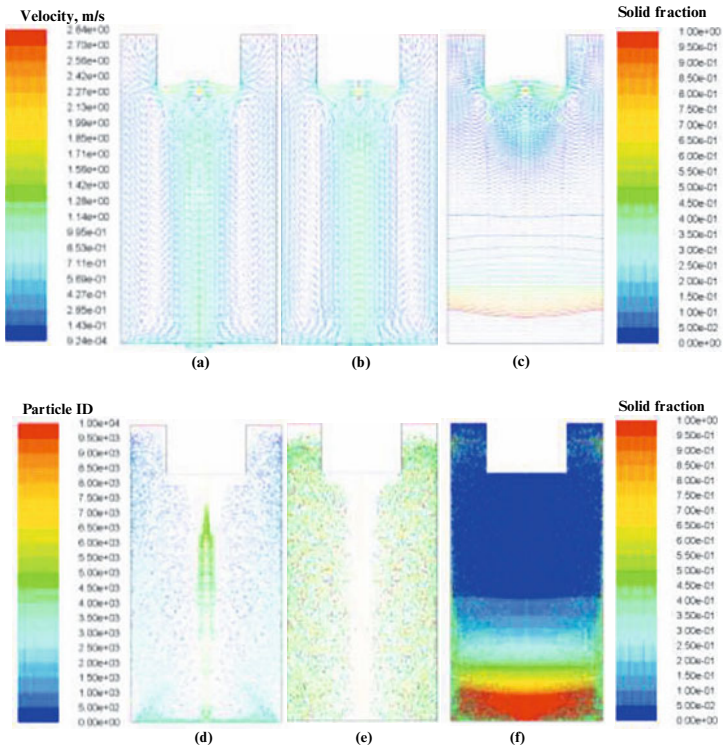 Velocity, m/s
2.84e+00
2.70e+00
2.56e+00
2.42e+00
2.27e+00
2.13e+00
1.99e+00
1.85e+00
1.71e+00
1.56e+00
1.42e+00
1.28e+00
1.14e+00
9.95e-01
8.53e-01
7.11e-01
5.69e-01
4.27e-01
2.85e-01
1.43e-01
9.24e-04
(a)
(b)
(c)
Solid fraction
1.00e+00
9.50e-01
9.00e-01
8.50e-01
8.00e-01
7.50e-01
7.00e-01
6.50e-01
6.00e-01
5.50e-01
5.00e-01
4.50e-01
4.00e-01
3.50e-01
3.00e-01
2.50e-01
2.00e-01
1.50e-01
1.00e-01
5.00e-02
0.00e+00
Particle ID
1.00e+04
9.50e+03
9.00e+03
8.50e+03
8.00e+03
7.50e+03
7.00e+03
6.50e+03
6.00e+03
5.50e+03
5.00e+03
4.50e+03
4.00e+03
3.50e+03
3.00e+03
2.50e+03
2.00e+03
1.50e+03
1.00e+03
5.00e+02
0.00e+00
(d)
(e)
(f)
Solid fraction
1.00e+00
9.50e-01
9.00e-01
8.50e-01
8.00e-01
7.50e-01
7.00e-01
6.50e-01
6.00e-01
5.50e-01
5.00e-01
4.50e-01
4.00e-01
3.50e-01
3.00e-01
2.50e-01
2.00e-01
1.50e-01
1.00e-01
5.00e-02
0.00e+00